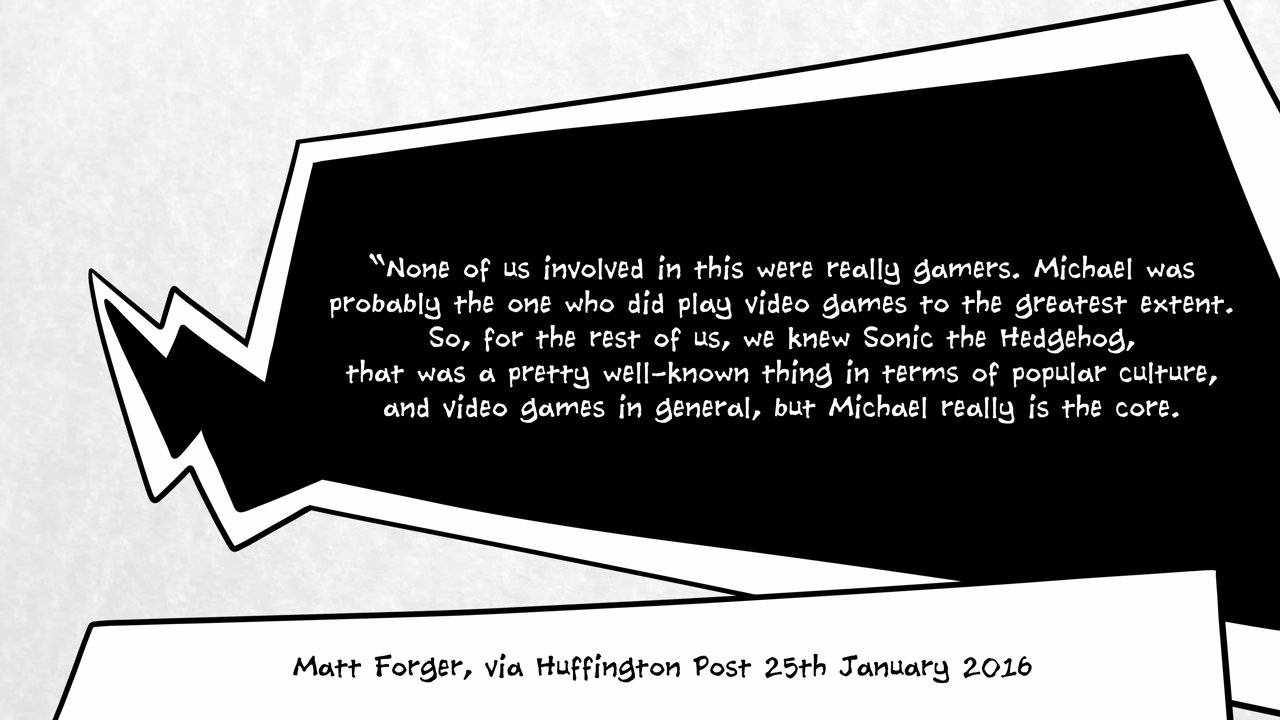 “None of us involved in this were really gamers. Michael was
probably the one who did play video games to the greatest extent.
So, for the rest of us, we knew Sonic the Hedgehog,
that was a pretty well-known thing in terms of popular culture,
and video games in general, but Michael really is the core.
Matt Forger, via Huffington Post 25th January 2016